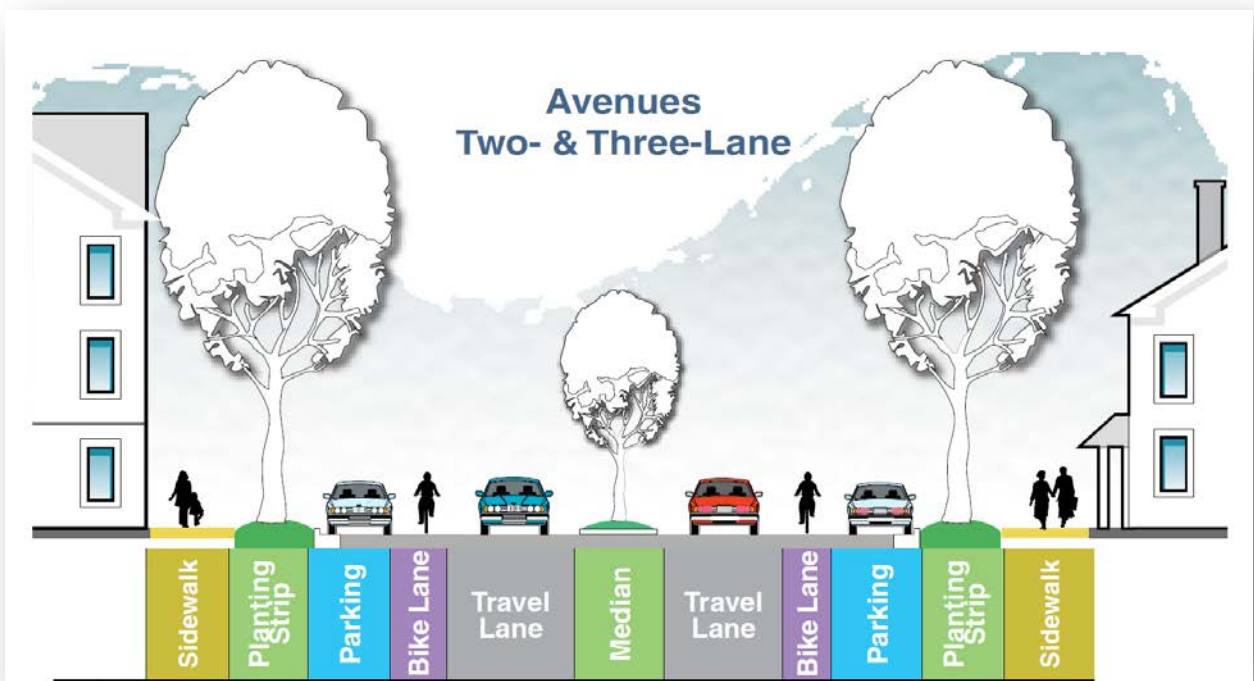 Avenues
Two- & Three-Lane
Sidewalk
Planting
Strip
Parking
Bike Lane
Travel
Lane
Median
Travel
Lane
Bike Lane
Parking
Planting
Strip
Sidewalk